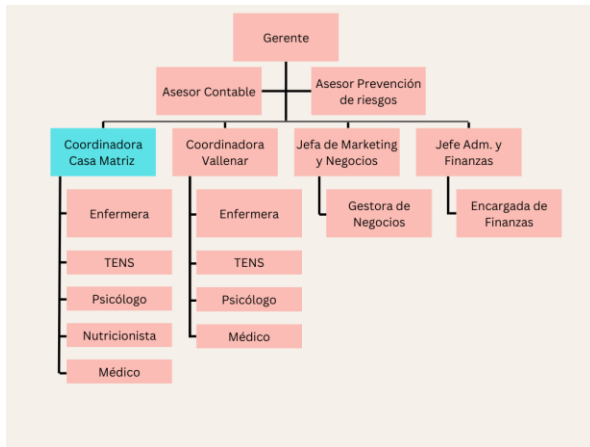 Gerente
Asesor Contable
Asesor Prevención
de riesgos
Coordinadora
Casa Matriz
Coordinadora
Vallenar
Jefa de Marketing
y Negocios
Jefe Adm. y
Finanzas
Enfermera
TENS
Psicólogo
Nutricionista
Médico
Enfermera
TENS
Psicólogo
Médico
Gestora de
Negocios
Encargada de
Finanzas